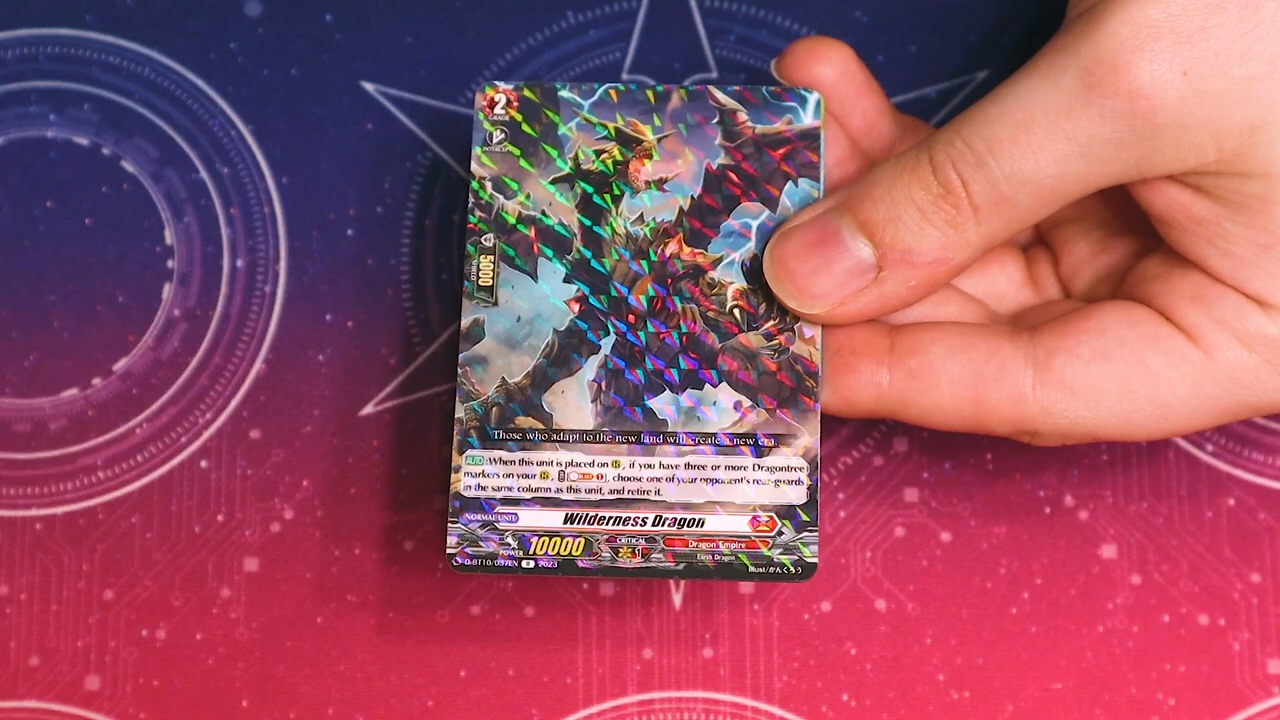 2
GRADE
INTERCEPT
5000
SHIELD
Those who adapt to the new land will create a new era.
AUTO:When this unit is placed on R, if you have three or more Dragontree
markers on your R, [1], choose one of your opponent's rear-guards
in the same column as this unit, and retire it.
NORMAL UNIT
Wilderness Dragon
POWER 10000
CRITICAL
1
Dragon Empire
Earth Dragon
D-BT10/037EN R 2023
Illust/かんくろう